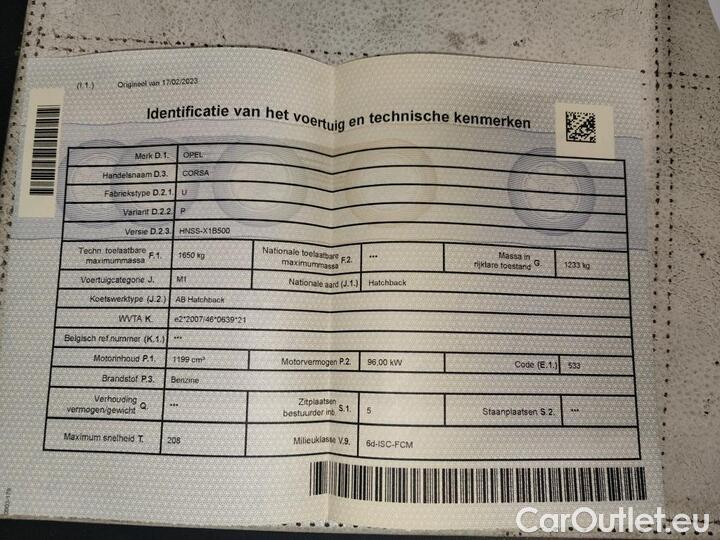 (I.1.) Origineel van 17/02/2023
Identificatie van het voertuig en technische kenmerken
Merk D.1. OPEL
Handelsnaam D.3. CORSA
Fabriekstype D.2.1. U
Variant D.2.2. P
Versie D.2.3. HNSS-X1B500
Techn. toelaatbare maximummassa F.1. 1650 kg Nationale toelaatbare maximummassa F.2. *** Massa in rijklare toestand G. 1233 kg
Voertuigcategorie J. M1 Nationale aard (J.1.) Hatchback
Koetswerktype (J.2.) AB Hatchback
WVTA K. e2*2007/46*0639*21
Belgisch ref.nummer (K.1.) ***
Motorinhoud P.1. 1199 cm³ Motorvermogen P.2. 96,00 kW Code (E.1.) 533
Brandstof P.3. Benzine
Verhouding vermogen/gewicht Q. *** Zitplaatsen bestuurder inb. S.1. 5 Staanplaatsen S.2. ***
Maximum snelheid T. 208 Milieuklasse V.9. 6d-ISC-FCM
CarOutlet.eu